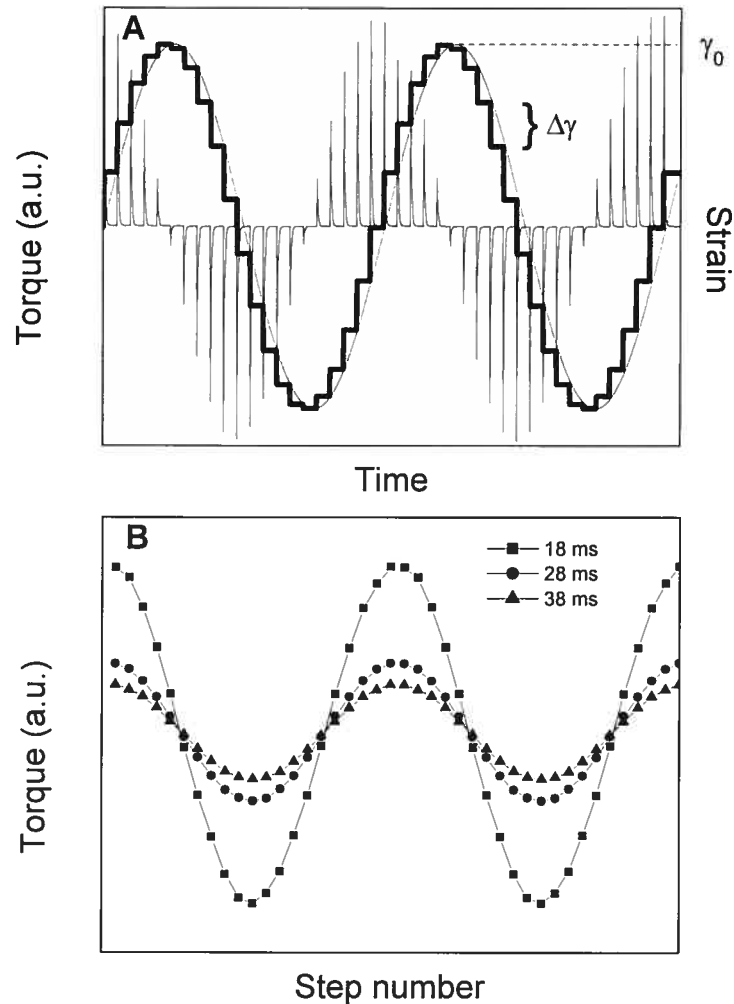 A
γ₀
} Δγ
Torque (a.u.)
Strain
Time
B
18 ms
28 ms
38 ms
Torque (a.u.)
Step number